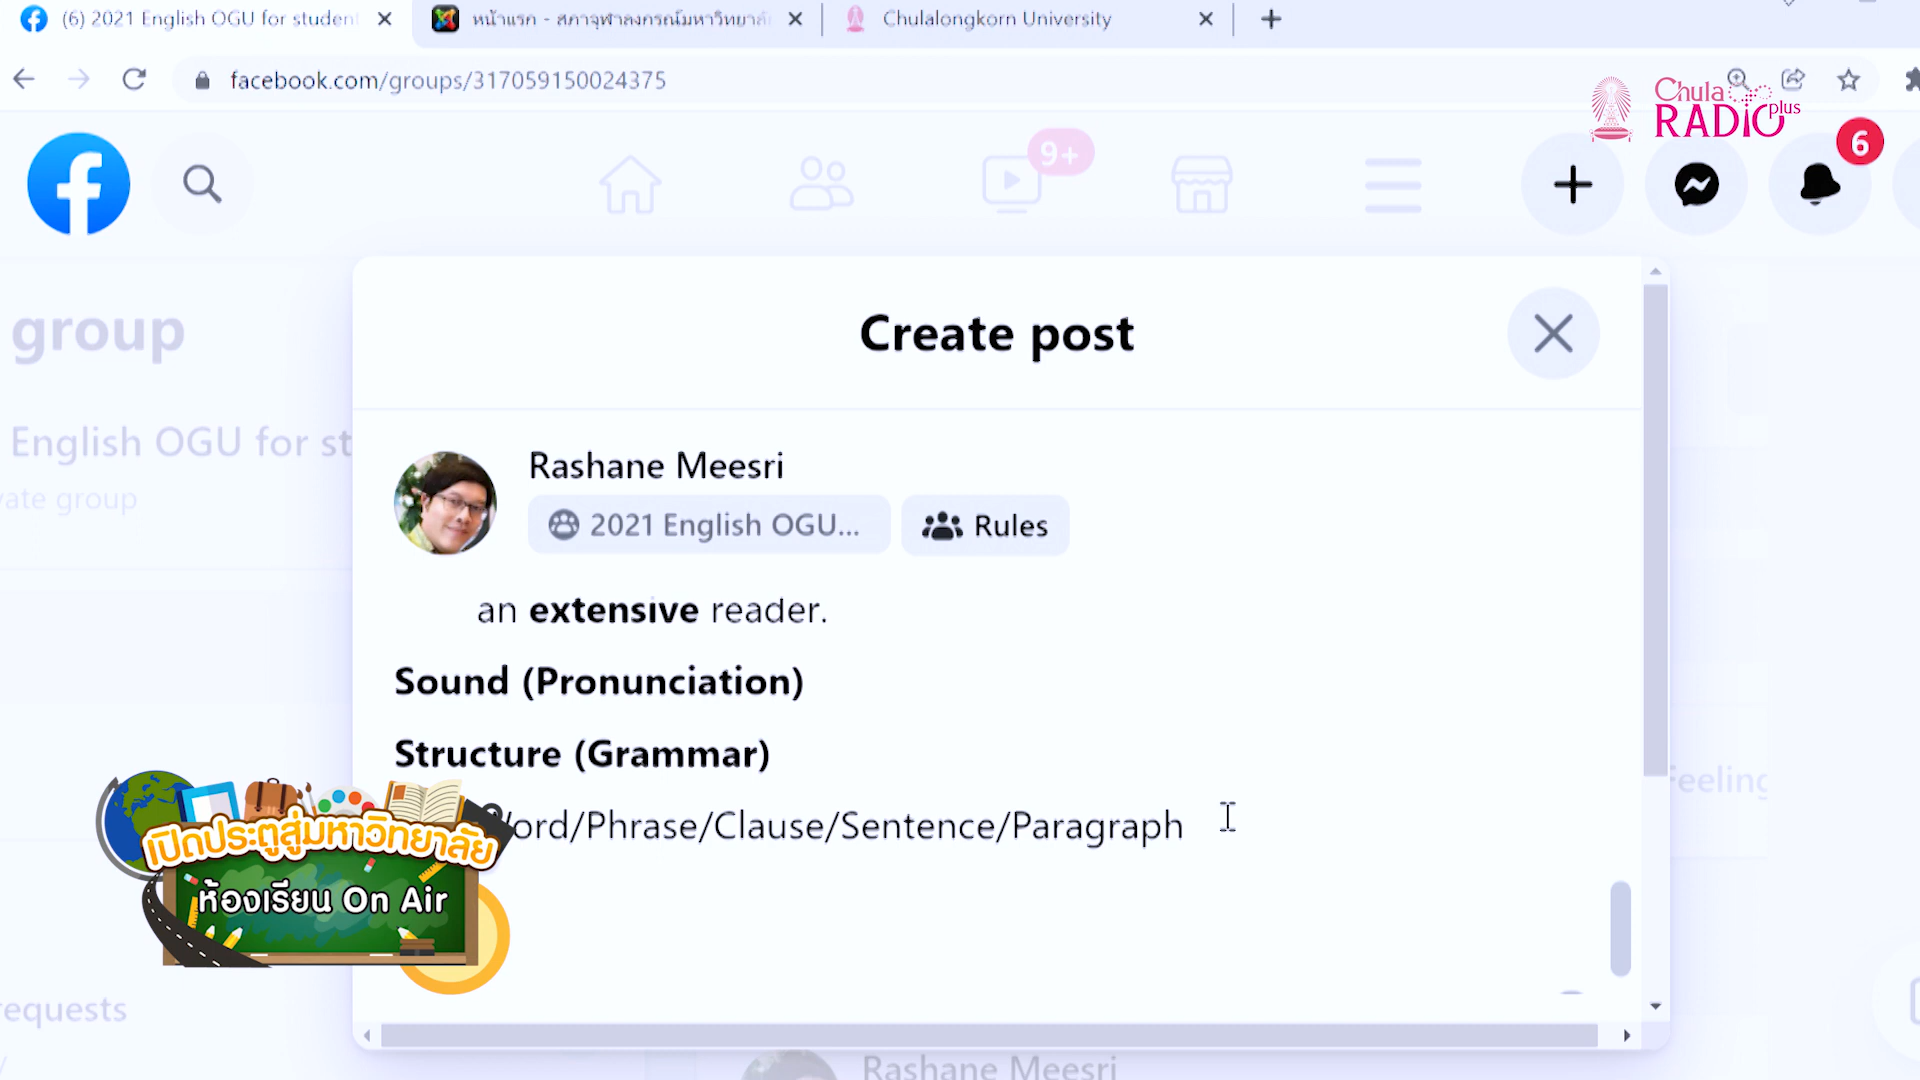 (6) 2021 English OGU for student
หน้าแรก - สภาจุฬาลงกรณ์มหาวิทยาลั
Chulalongkorn University
facebook.com/groups/317059150024375
Chula
RADIO plus
9+
6
group
Create post
English OGU for st
vate group
Rashane Meesri
2021 English OGU...
Rules
an extensive reader.
Sound (Pronunciation)
Structure (Grammar)
Feeling
Word/Phrase/Clause/Sentence/Paragraph
เปิดประตูสู่มหาวิทยาลัย
ห้องเรียน On Air
requests
Rashane Meesri